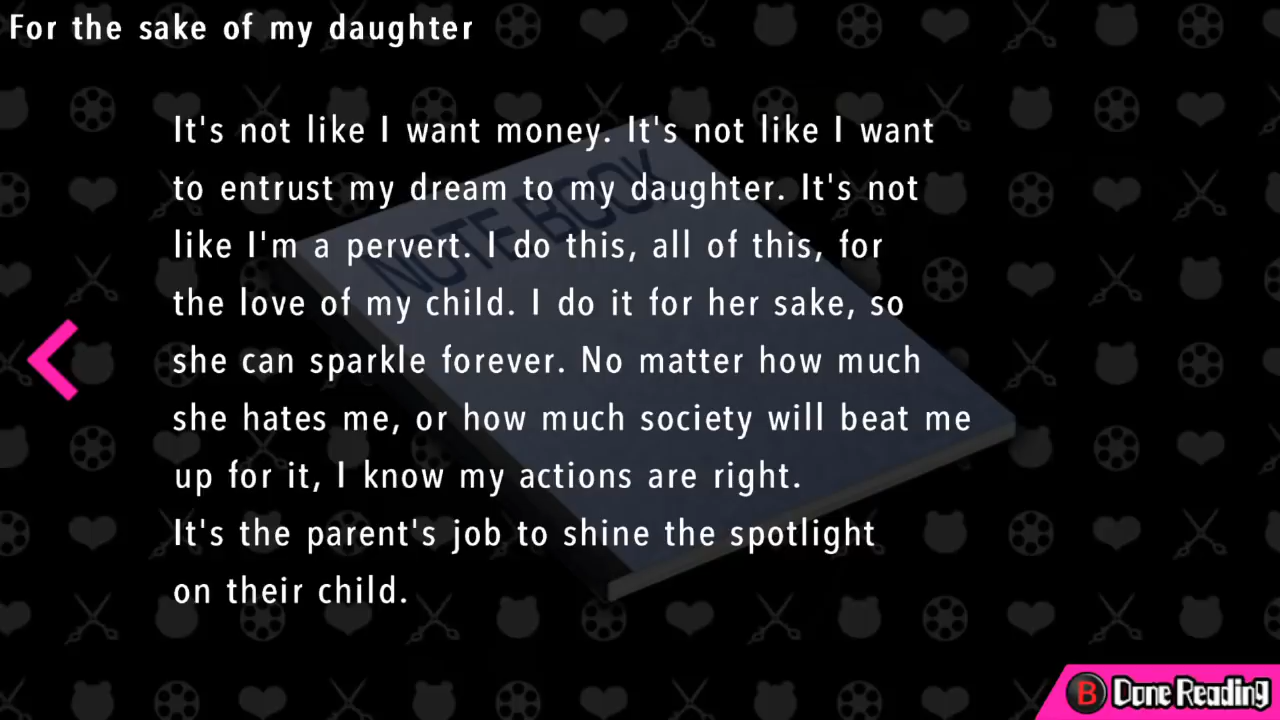 For the sake of my daughter
It's not like I want money. It's not like I want
to entrust my dream to my daughter. It's not
like I'm a pervert. I do this, all of this, for
the love of my child. I do it for her sake, so
she can sparkle forever. No matter how much
she hates me, or how much society will beat me
up for it, I know my actions are right.
It's the parent's job to shine the spotlight
on their child.
NOTE BOOK
B Done Reading